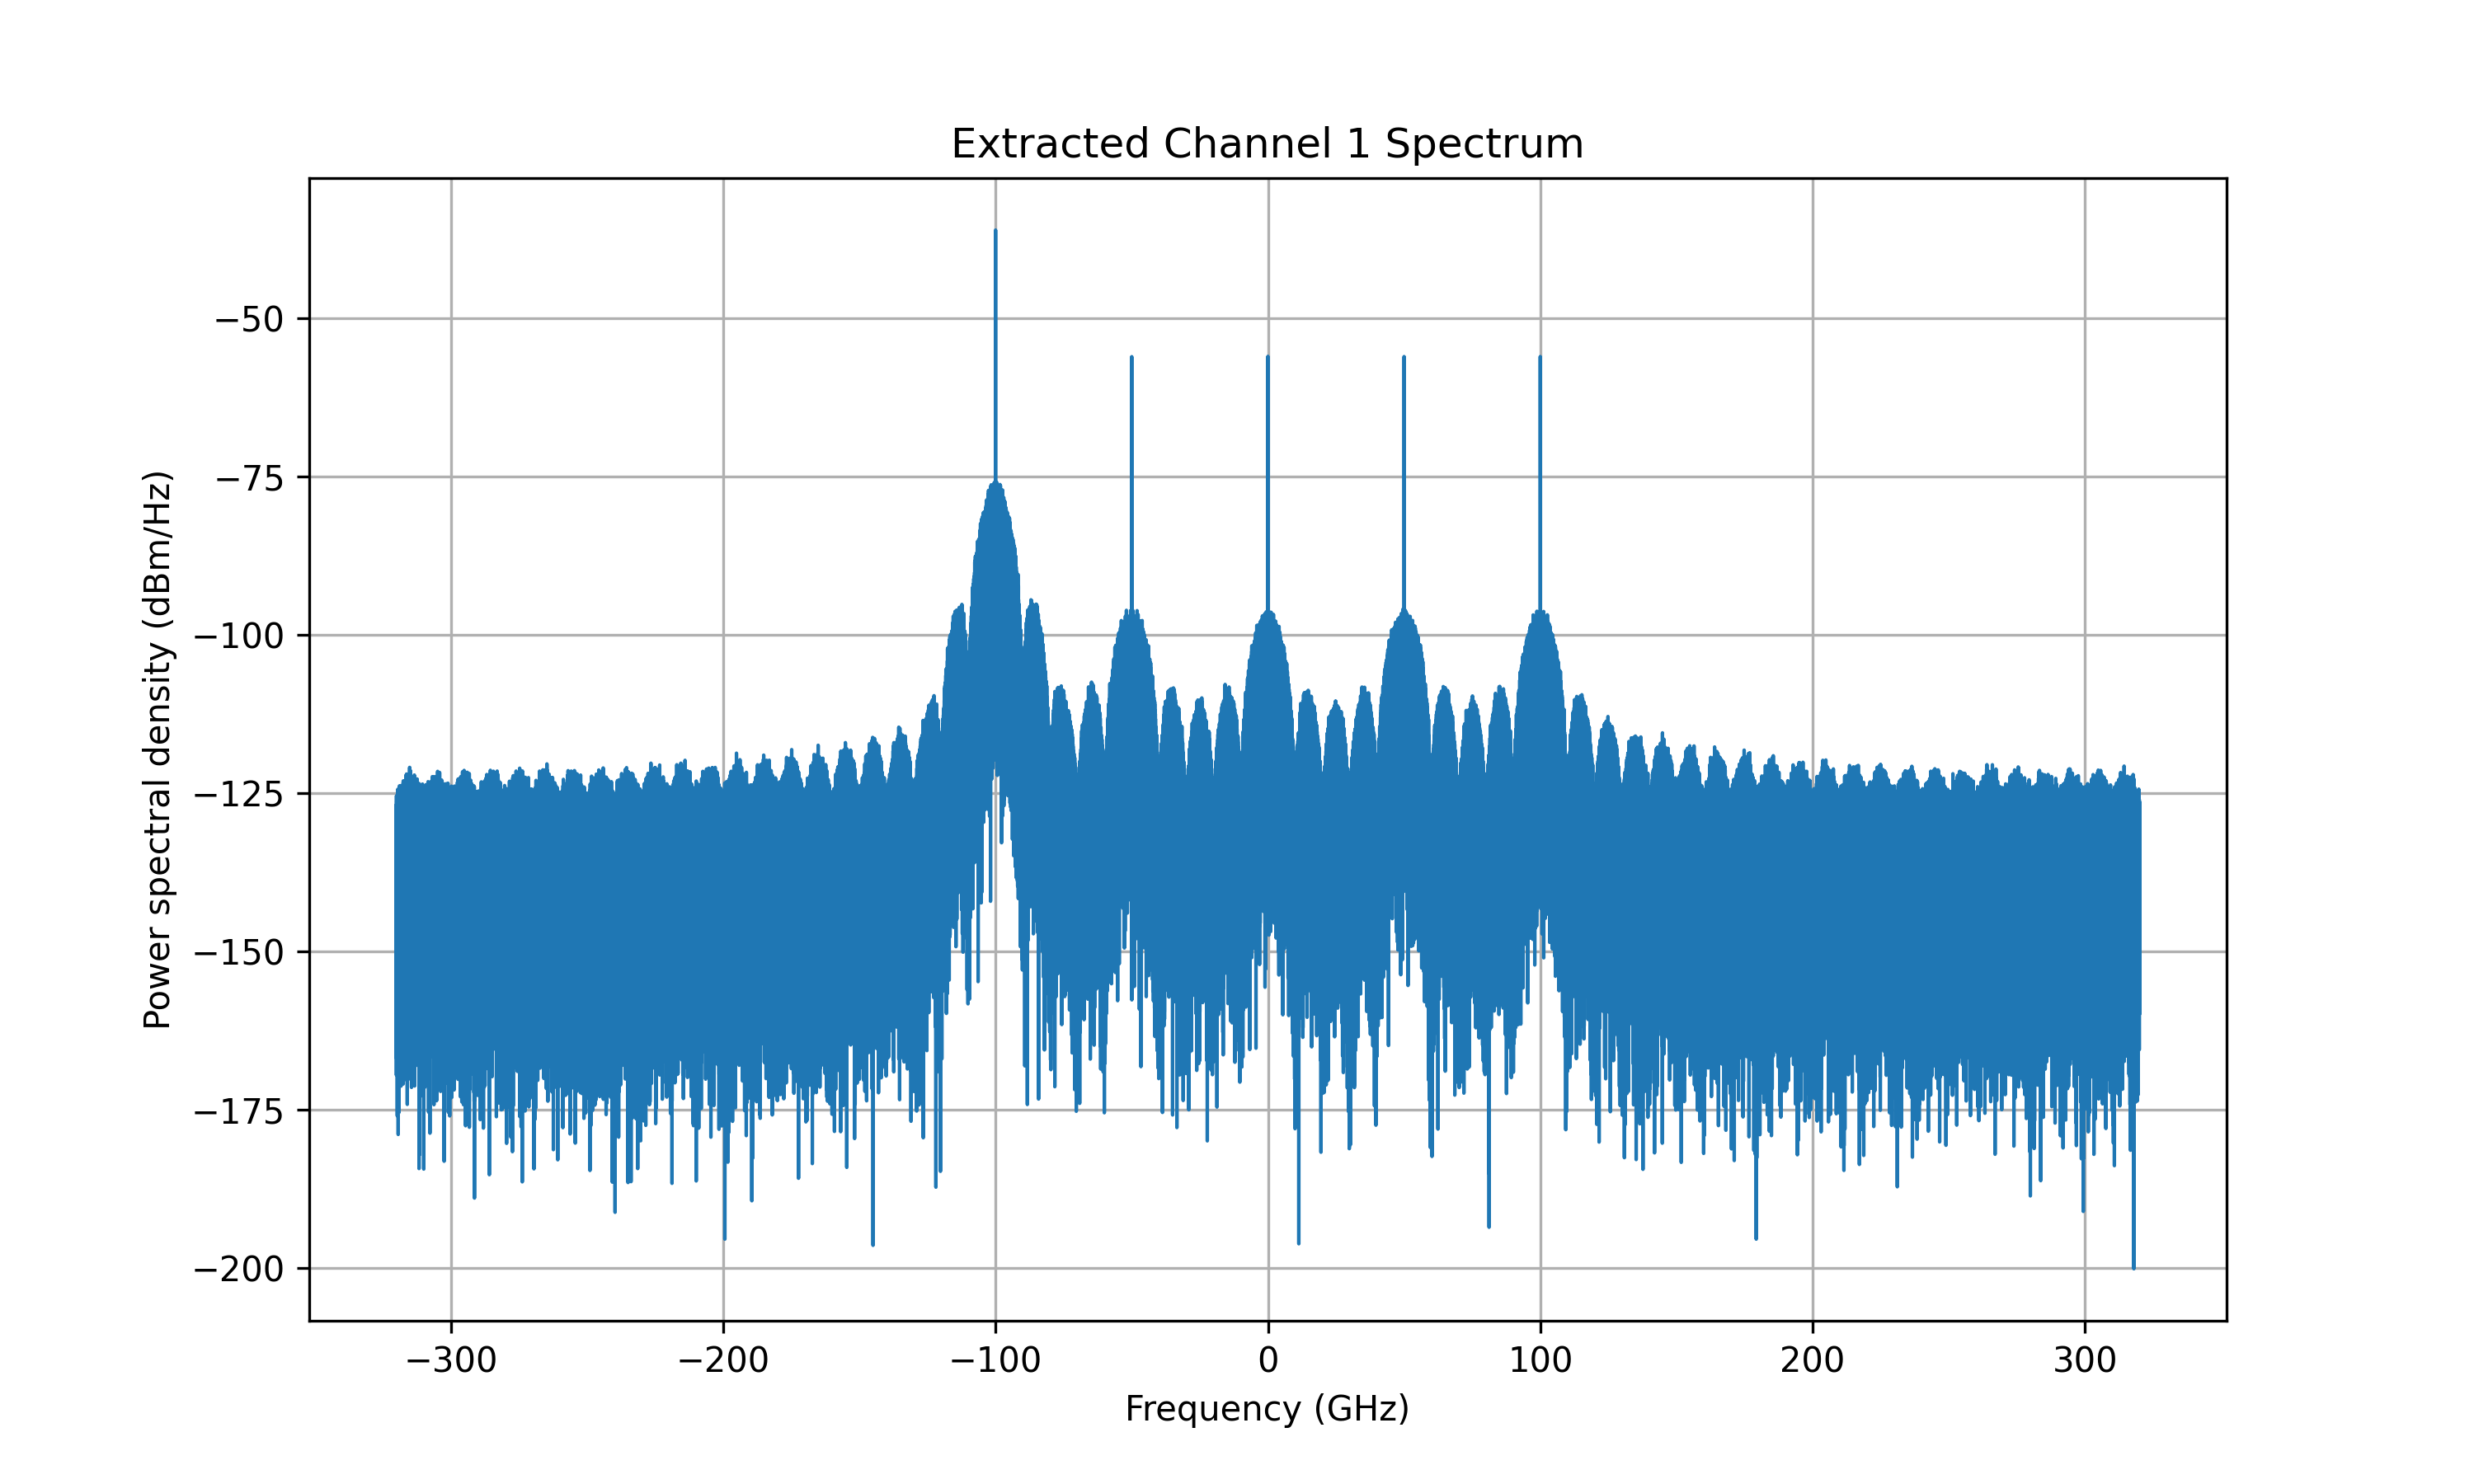 Extracted Channel 1 Spectrum
Power spectral density (dBm/Hz)
−50
−75
−100
−125
−150
−175
−200
−300 −200 −100 0 100 200 300
Frequency (GHz)